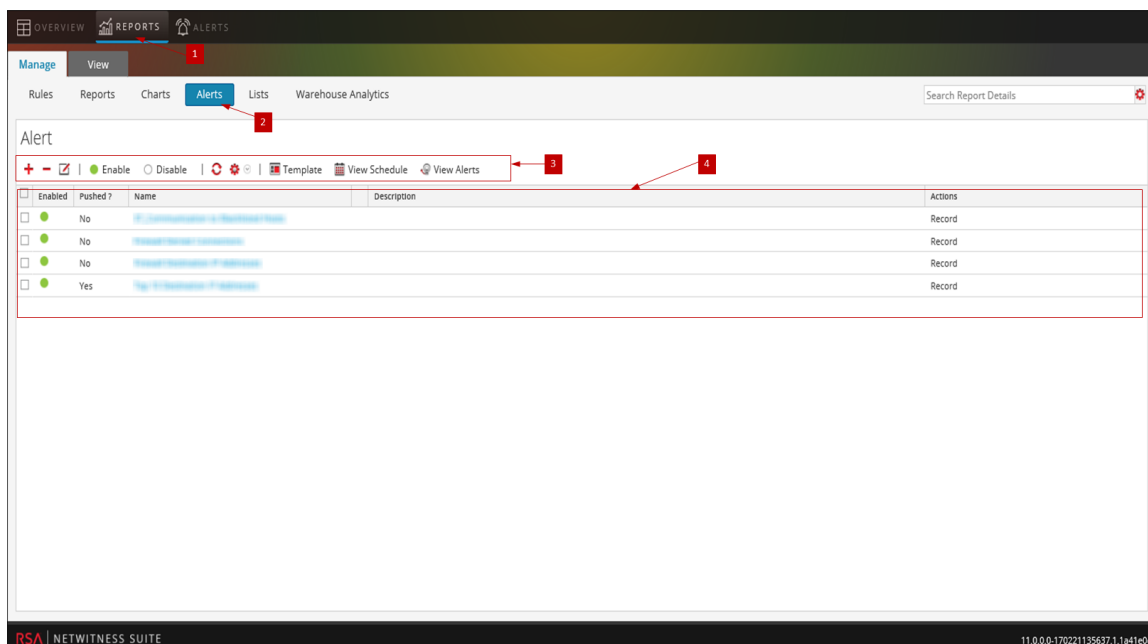 OVERVIEW REPORTS ALERTS
1
Manage View
Rules Reports Charts Alerts Lists Warehouse Analytics Search Report Details
2
Alert
Enable Disable Template View Schedule View Alerts 3 4
Enabled Pushed ? Name Description Actions
No Record
No Record
No Record
Yes Record
RSA NETWITNESS SUITE 11.0.0.0-170221135637.1.1a41e0